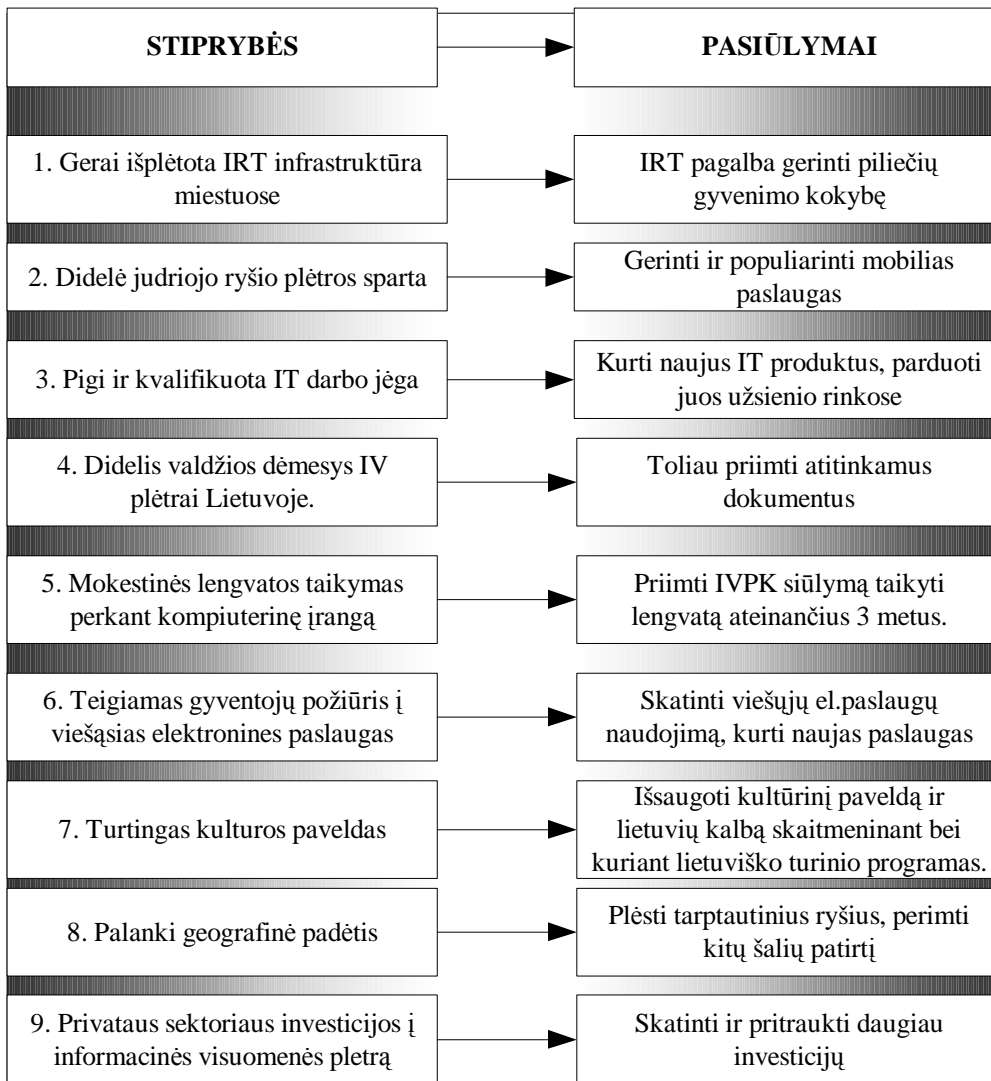 STIPRYBĖS
PASIŪLYMAI
1. Gerai išplėtota IRT infrastruktūra
miestuose
IRT pagalba gerinti piliečių
gyvenimo kokybę
2. Didelė judriojo ryšio plėtros sparta
Gerinti ir populiarinti mobilias
paslaugas
3. Pigi ir kvalifikuota IT darbo jėga
Kurti naujus IT produktus, parduoti
juos užsienio rinkose
4. Didelis valdžios dėmesys IV
plėtrai Lietuvoje.
Toliau priimti atitinkamus
dokumentus
5. Mokestinės lengvatos taikymas
perkant kompiuterinę įrangą
Priimti IVPK siūlymą taikyti
lengvatą ateinančius 3 metus.
6. Teigiamas gyventojų požiūris į
viešąsias elektronines paslaugas
Skatinti viešųjų el.paslaugų
naudojimą, kurti naujas paslaugas
7. Turtingas kulturos paveldas
Išsaugoti kultūrinį paveldą ir
lietuvių kalbą skaitmeninant bei
kuriant lietuviško turinio programas.
8. Palanki geografinė padėtis
Plėsti tarptautinius ryšius, perimti
kitų šalių patirtį
9. Privataus sektoriaus investicijos į
informacinės visuomenės pletrą
Skatinti ir pritraukti daugiau
investicijų